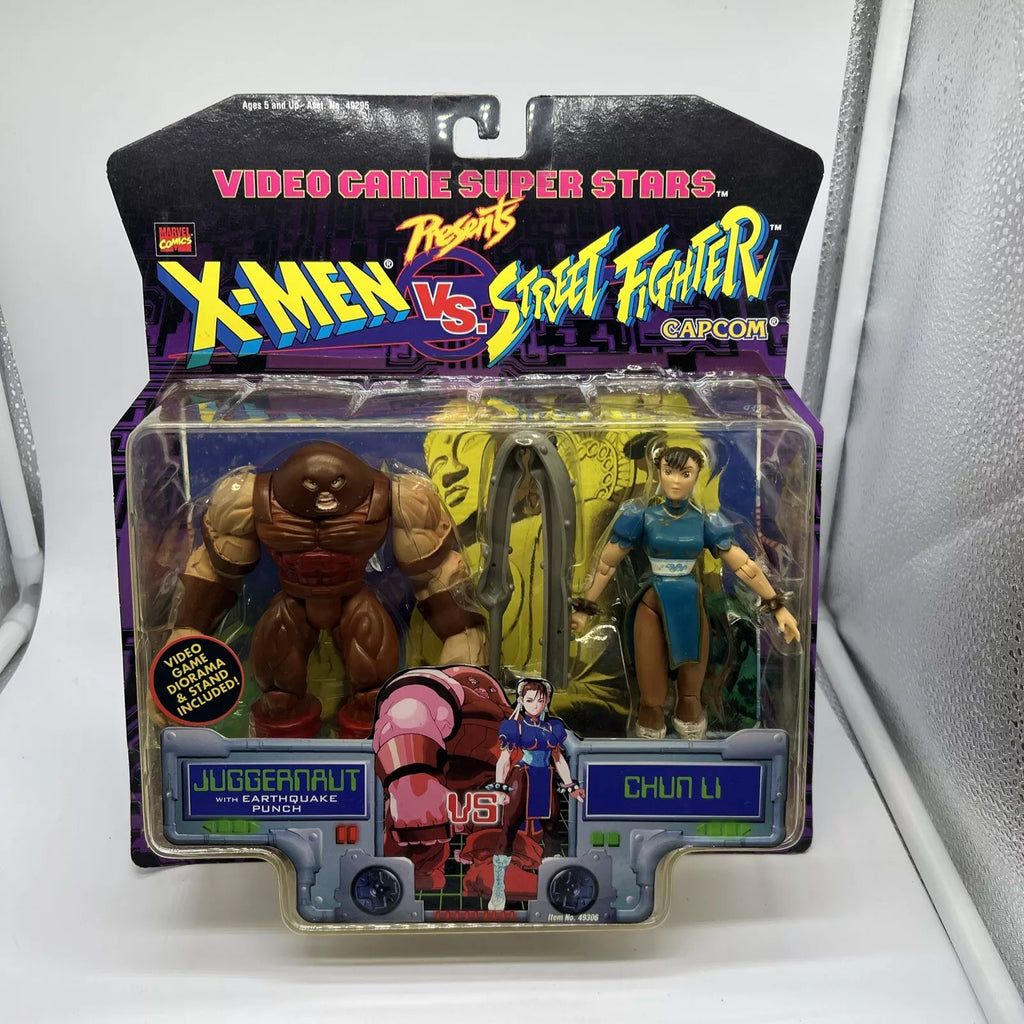 Ages 5 and Up - Asst. No. 49295
VIDEO GAME SUPER STARS™
Presents
MARVEL
COMICS
X-MEN® VS. STREET FIGHTER™
CAPCOM®
VIDEO
GAME
DIORAMA
& STAND
INCLUDED!
JUGGERNAUT
WITH EARTHQUAKE
PUNCH
VS
CHUN LI
Item No. 49306